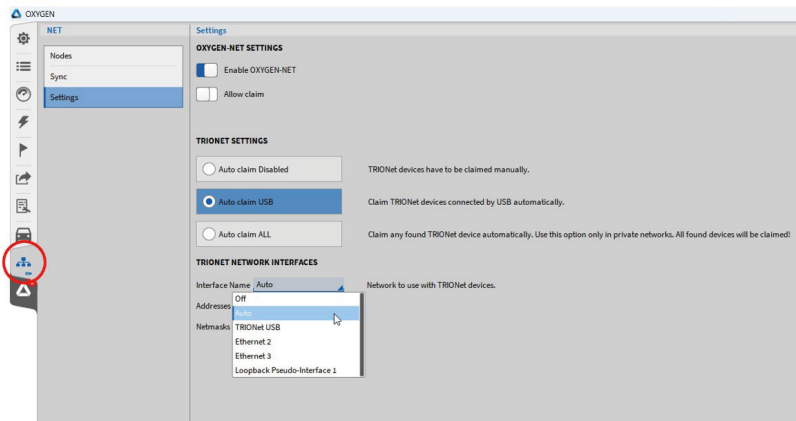 OXYGEN
NET
Nodes
Sync
Settings
Settings
OXYGEN-NET SETTINGS
Enable OXYGEN-NET
Allow claim
TRIONET SETTINGS
Auto claim Disabled
TRIONet devices have to be claimed manually.
Auto claim USB
Claim TRIONet devices connected by USB automatically.
Auto claim ALL
Claim any found TRIONet device automatically. Use this option only in private networks. All found devices will be claimed!
TRIONET NETWORK INTERFACES
Interface Name Auto
Network to use with TRIONet devices.
Addresses
Netmasks
Off
Auto
TRIONet USB
Ethernet 2
Ethernet 3
Loopback Pseudo-Interface 1